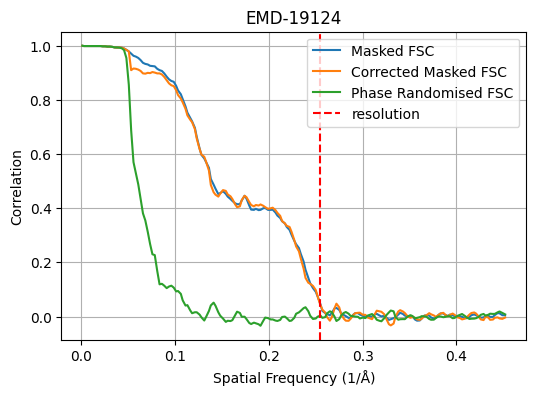 EMD-19124
Masked FSC
Corrected Masked FSC
Phase Randomised FSC
resolution
Correlation
1.0
0.8
0.6
0.4
0.2
0.0
0.0 0.1 0.2 0.3 0.4
Spatial Frequency (1/Å)